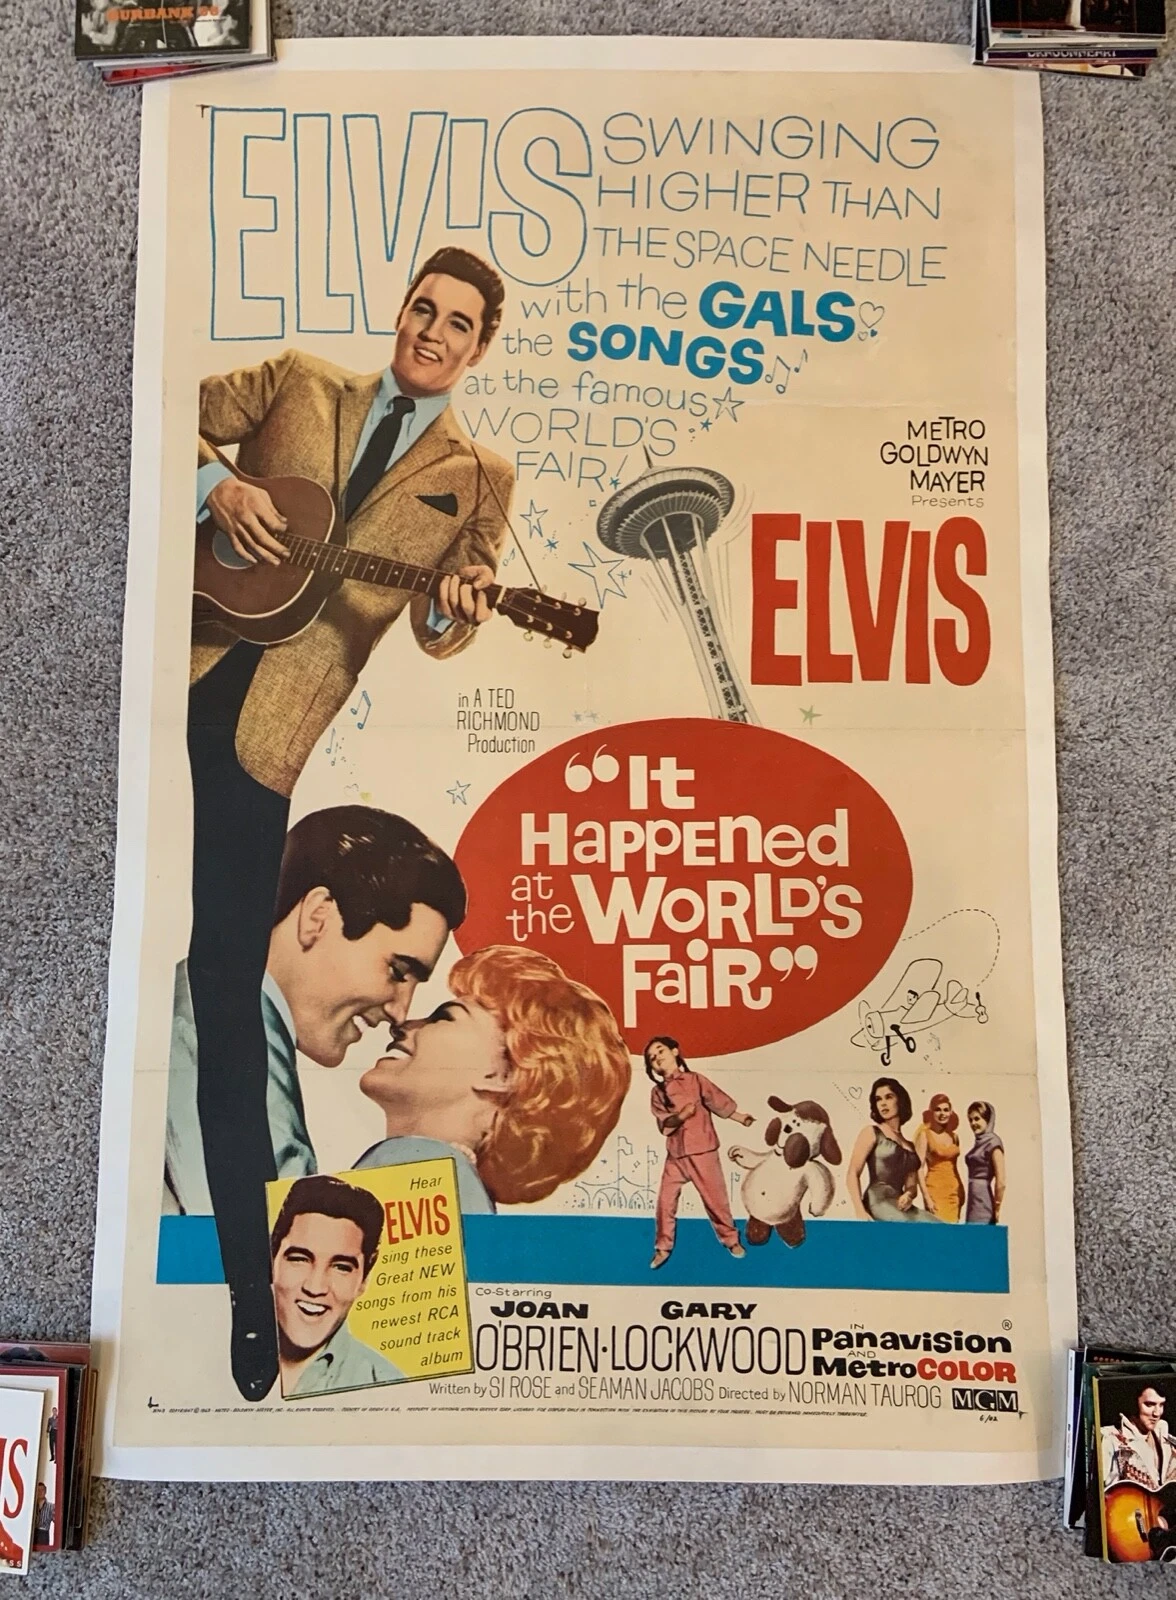 BURBANK 68
DRAGONHEART
ELVIS
SWINGING
HIGHER THAN
THE SPACE NEEDLE
with the GALS
the SONGS
at the famous
WORLD'S
FAIR!
METRO
GOLDWYN
MAYER
Presents
ELVIS
in A TED
RICHMOND
Production
"It
HAPPENED
at
the WORLD'S
FAIR"
Hear
ELVIS
sing these
Great NEW
songs from his
newest RCA
sound track
album
Co-Starring
JOAN GARY
O'BRIEN·LOCKWOOD
IN
PANAVISION®
AND
METROCOLOR
Written by SI ROSE and SEAMAN JACOBS Directed by NORMAN TAUROG MGM